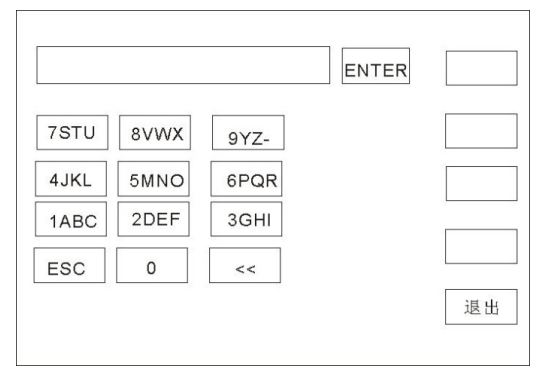 ENTER
7STU 8VWX 9YZ-
4JKL 5MNO 6PQR
1ABC 2DEF 3GHI
ESC 0 <<
退出